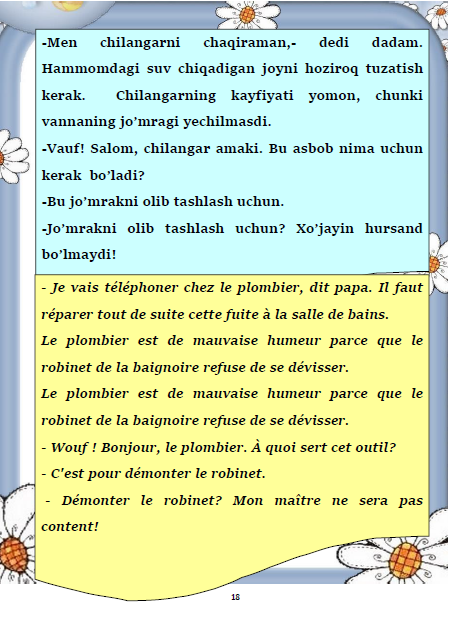 -Men chilangarni chaqiraman,- dedi dadam.
Hammomdagi suv chiqadigan joyni hoziroq tuzatish
kerak. Chilangarning kayfiyati yomon, chunki
vannaning jo’mragi yechilmasdi.
-Vauf! Salom, chilangar amaki. Bu asbob nima uchun
kerak bo’ladi?
-Bu jo’mrakni olib tashlash uchun.
-Jo’mrakni olib tashlash uchun? Xo’jayin hursand
bo’lmaydi!
- Je vais téléphoner chez le plombier, dit papa. Il faut
réparer tout de suite cette fuite à la salle de bains.
Le plombier est de mauvaise humeur parce que le
robinet de la baignoire refuse de se dévisser.
Le plombier est de mauvaise humeur parce que le
robinet de la baignoire refuse de se dévisser.
- Wouf ! Bonjour, le plombier. À quoi sert cet outil?
- C'est pour démonter le robinet.
- Démonter le robinet? Mon maître ne sera pas
content!
18